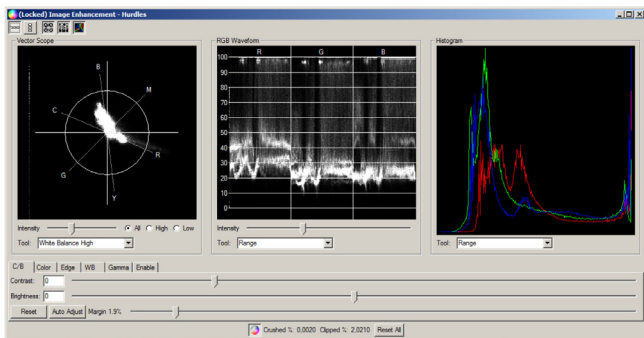 (Locked) Image Enhancement - Hurdles
Vector Scope
RGB Waveform
Histogram
B
M
C
R
G
Y
R G B
100
90
80
70
60
50
40
30
20
10
0
Intensity All High Low
Intensity
Tool: White Balance High
Tool: Range
Tool: Range
C/B Color Edge WB Gamma Enable
Contrast: 0
Brightness: 0
Reset Auto Adjust Margin 1.9%
Crushed %: 0,0020 Clipped %: 2,0210 Reset All